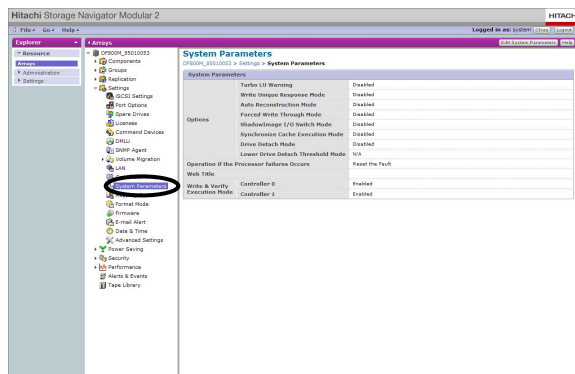 Hitachi Storage Navigator Modular 2
HITACHI
File Go Help
Logged in as: system Close Logout
Explorer
Resource
Arrays
Administration
Settings
Arrays
Edit System Parameters Help
DF800M_85010053
Components
Groups
Replication
Settings
iSCSI Settings
Port Options
Spare Drives
Licenses
Command Devices
DMLU
SNMP Agent
Volume Migration
LAN
System Parameters
Format Mode
Firmware
E-mail Alert
Date & Time
Advanced Settings
Power Saving
Security
Performance
Alerts & Events
Tape Library
System Parameters
DF800M_85010053 > Settings > System Parameters
System Parameters
Options
Turbo LU Warning Disabled
Write Unique Response Mode Disabled
Auto Reconstruction Mode Disabled
Forced Write Through Mode Disabled
ShadowImage I/O Switch Mode Disabled
Synchronize Cache Execution Mode Disabled
Drive Detach Mode Disabled
Lower Drive Detach Threshold Mode N/A
Operation if the Processor failures Occurs Reset the Fault
Web Title
Write & Verify Execution Mode
Controller 0 Enabled
Controller 1 Enabled